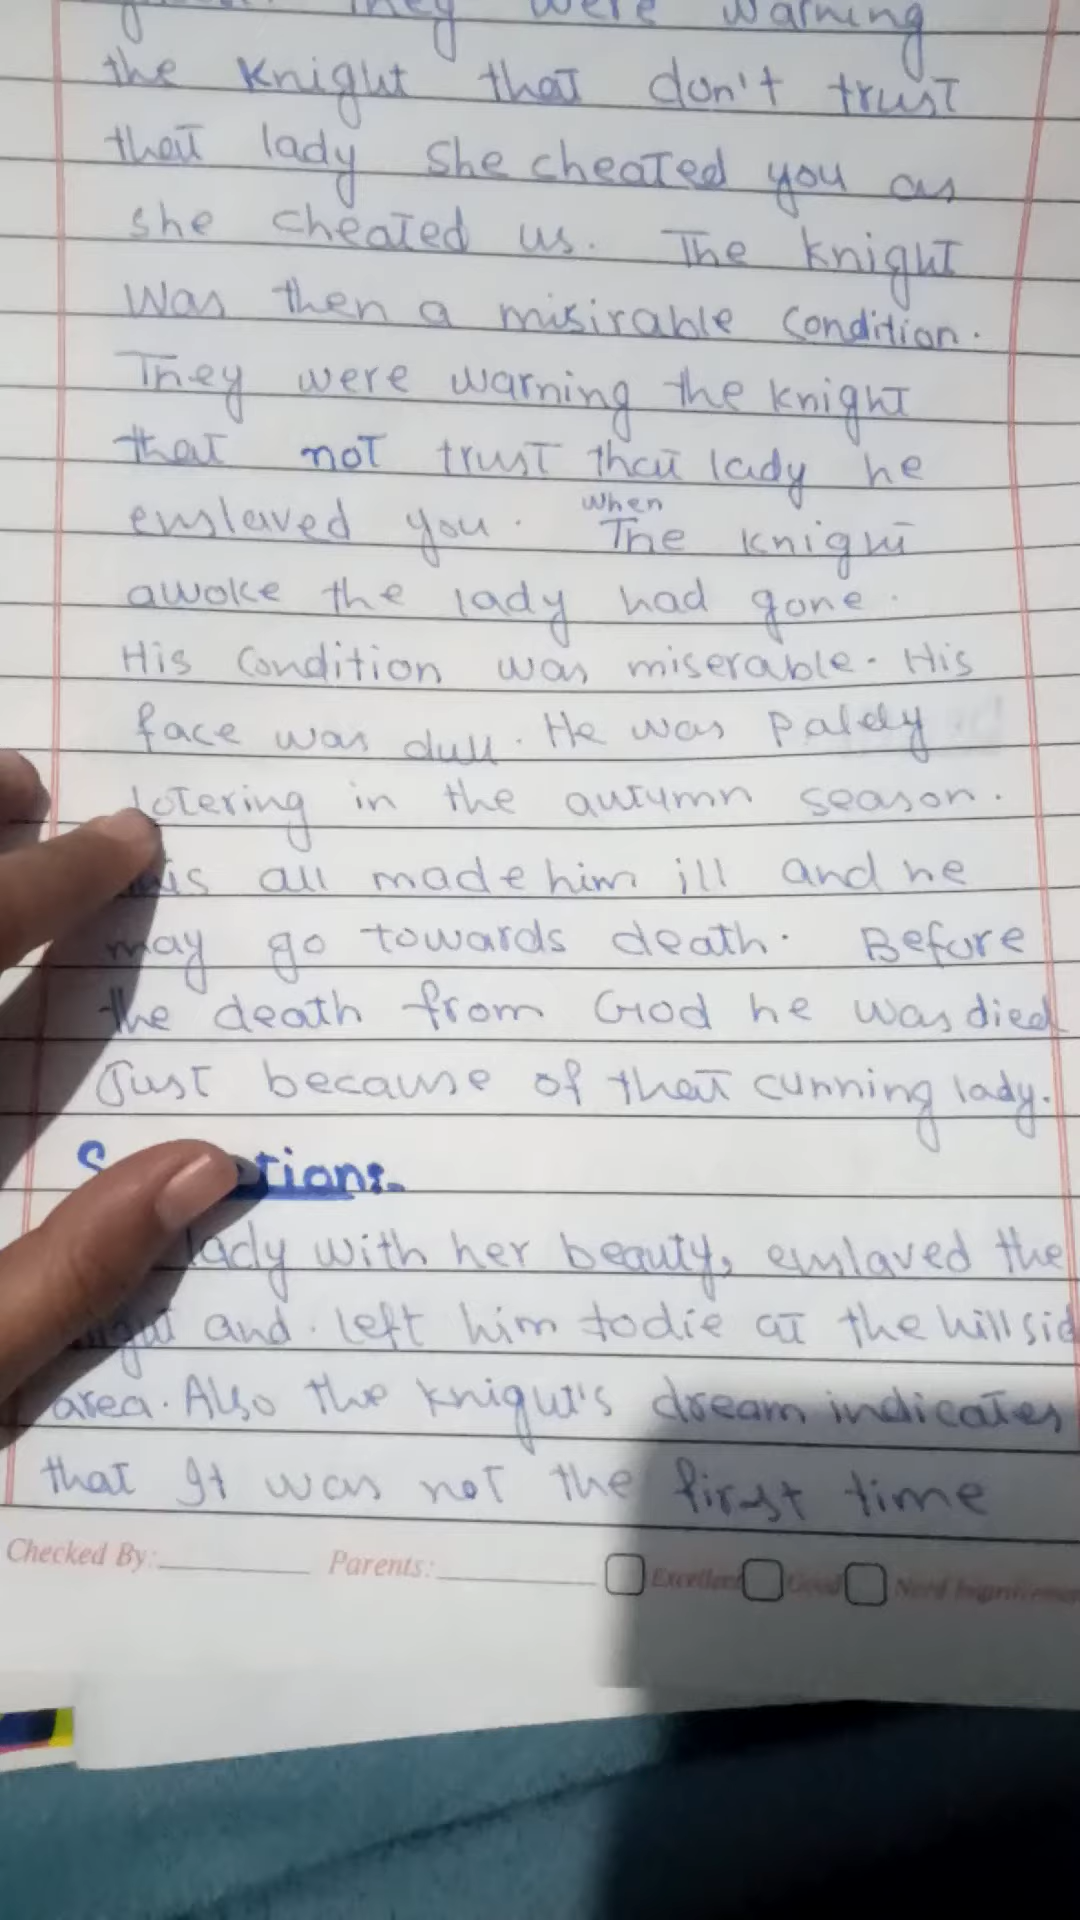 they were warning
the knight that don't trust
that lady she cheated you as
she cheated us. The knight
was then a misirable condition.
They were warning the knight
that not trust that lady he
enslaved you. when
The knight
awoke the lady had gone.
His condition was miserable. His
face was dull. He was palely
lotering in the autumn season.
all made him ill and he
may go towards death. Before
the death from God he was died
Just because of that cunning lady.
lady with her beauty, enslaved the
and. left him to die at the hill sid
area. Also the knight's dream indicates
that It was not the first time
Checked By: Parents: Excellent Good Need Improvement